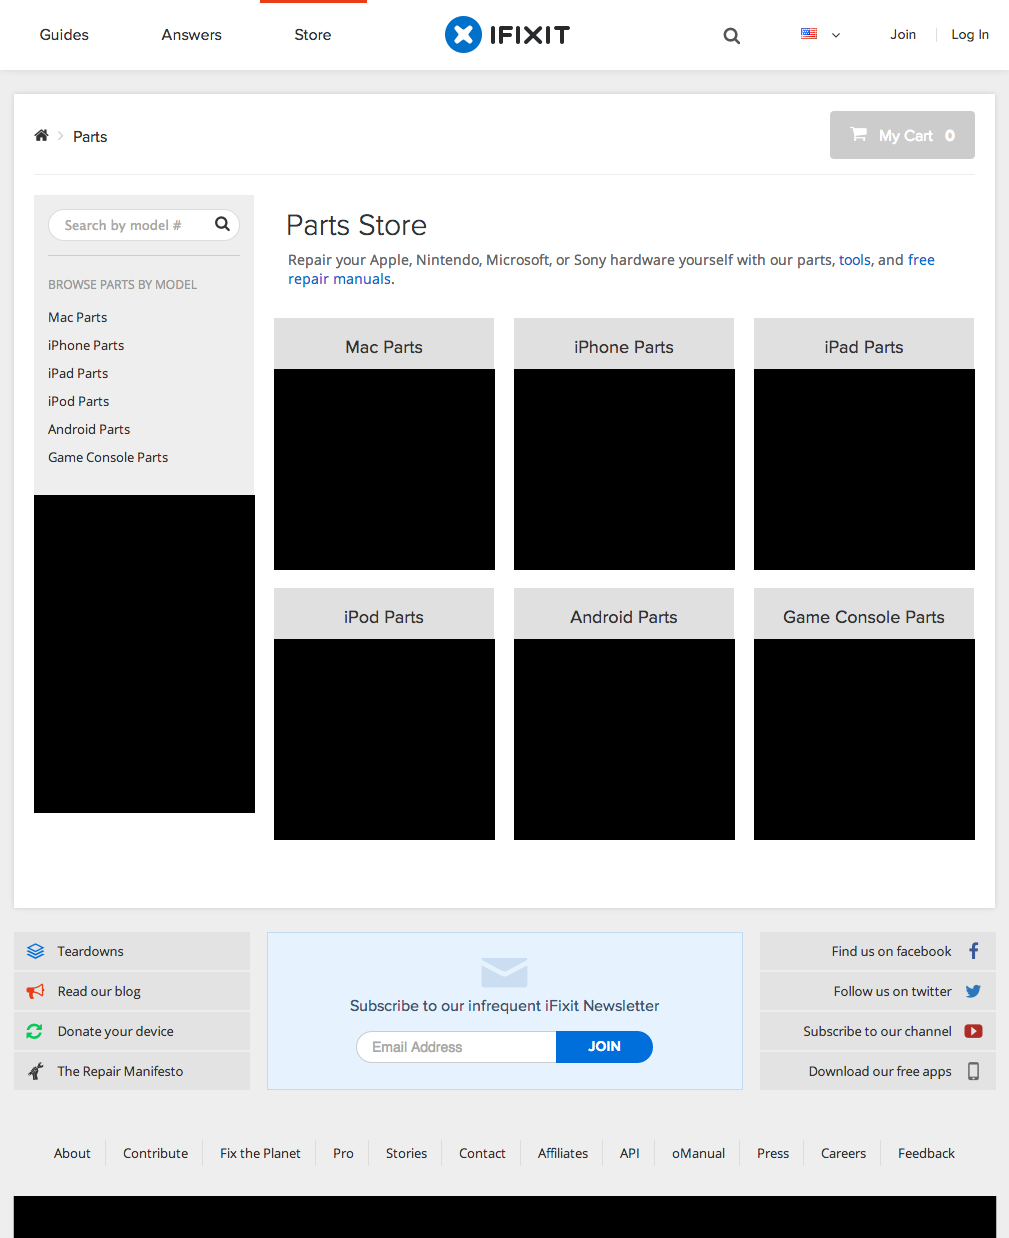 Guides
Answers
Store
IFIXIT
Join
Log In
Parts
My Cart 0
Search by model #
BROWSE PARTS BY MODEL
Mac Parts
iPhone Parts
iPad Parts
iPod Parts
Android Parts
Game Console Parts
Parts Store
Repair your Apple, Nintendo, Microsoft, or Sony hardware yourself with our parts, tools, and free
repair manuals.
Mac Parts
iPhone Parts
iPad Parts
iPod Parts
Android Parts
Game Console Parts
Teardowns
Read our blog
Donate your device
The Repair Manifesto
Subscribe to our infrequent iFixit Newsletter
Email Address
JOIN
Find us on facebook
Follow us on twitter
Subscribe to our channel
Download our free apps
About
Contribute
Fix the Planet
Pro
Stories
Contact
Affiliates
API
oManual
Press
Careers
Feedback